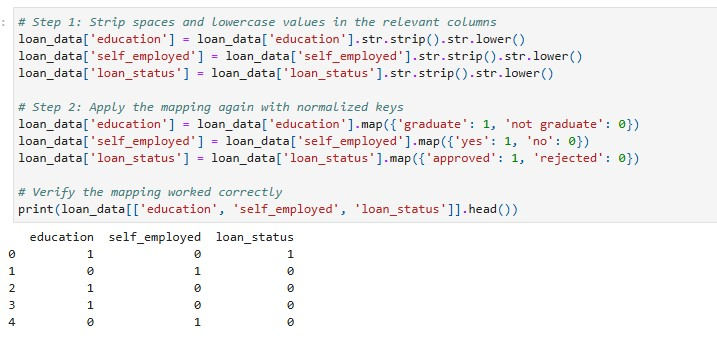 :
# Step 1: Strip spaces and lowercase values in the relevant columns
loan_data['education'] = loan_data['education'].str.strip().str.lower()
loan_data['self_employed'] = loan_data['self_employed'].str.strip().str.lower()
loan_data['loan_status'] = loan_data['loan_status'].str.strip().str.lower()

# Step 2: Apply the mapping again with normalized keys
loan_data['education'] = loan_data['education'].map({'graduate': 1, 'not graduate': 0})
loan_data['self_employed'] = loan_data['self_employed'].map({'yes': 1, 'no': 0})
loan_data['loan_status'] = loan_data['loan_status'].map({'approved': 1, 'rejected': 0})

# Verify the mapping worked correctly
print(loan_data[['education', 'self_employed', 'loan_status']].head())

   education  self_employed  loan_status
0          1              0            1
1          0              1            0
2          1              0            0
3          1              0            0
4          0              1            0